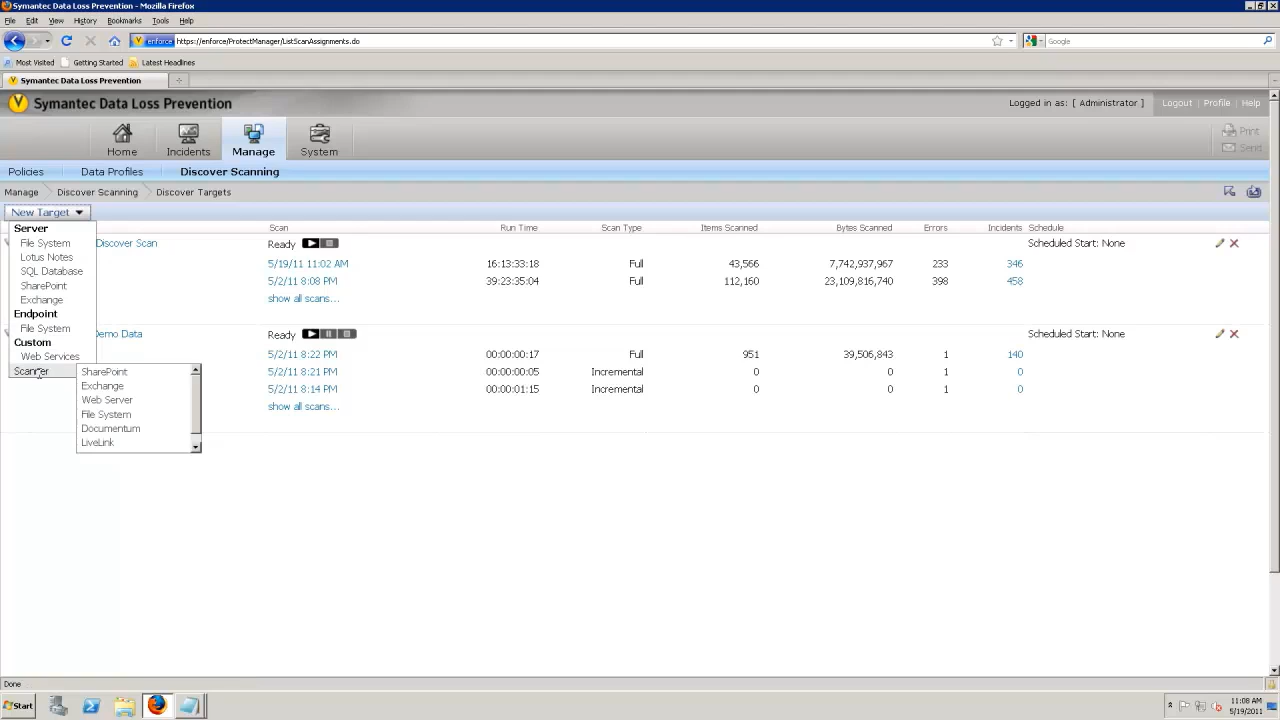 Symantec Data Loss Prevention - Mozilla Firefox
File Edit View History Bookmarks Tools Help
enforce https://enforce/ProtectManager/ListScanAssignments.do
Google
Most Visited Getting Started Latest Headlines
Symantec Data Loss Prevention
Symantec Data Loss Prevention
Logged in as: [ Administrator ] Logout Profile Help
Home Incidents Manage System
Print
Send
Policies Data Profiles Discover Scanning
Manage Discover Scanning Discover Targets
New Target
Scan Run Time Scan Type Items Scanned Bytes Scanned Errors Incidents Schedule
Server
File System
Lotus Notes
SQL Database
SharePoint
Exchange
Endpoint
File System
Custom
Web Services
Scanner
SharePoint
Exchange
Web Server
File System
Documentum
LiveLink
Discover Scan Ready Scheduled Start: None
5/19/11 11:02 AM 16:13:33:18 Full 43,566 7,742,937,967 233 346
5/2/11 8:08 PM 39:23:35:04 Full 112,160 23,109,816,740 398 458
show all scans...
Demo Data Ready Scheduled Start: None
5/2/11 8:22 PM 00:00:00:17 Full 951 39,506,843 1 140
5/2/11 8:21 PM 00:00:00:05 Incremental 0 0 1 0
5/2/11 8:14 PM 00:00:01:15 Incremental 0 0 1 0
show all scans...
Done
Start
11:08 AM
5/19/2011